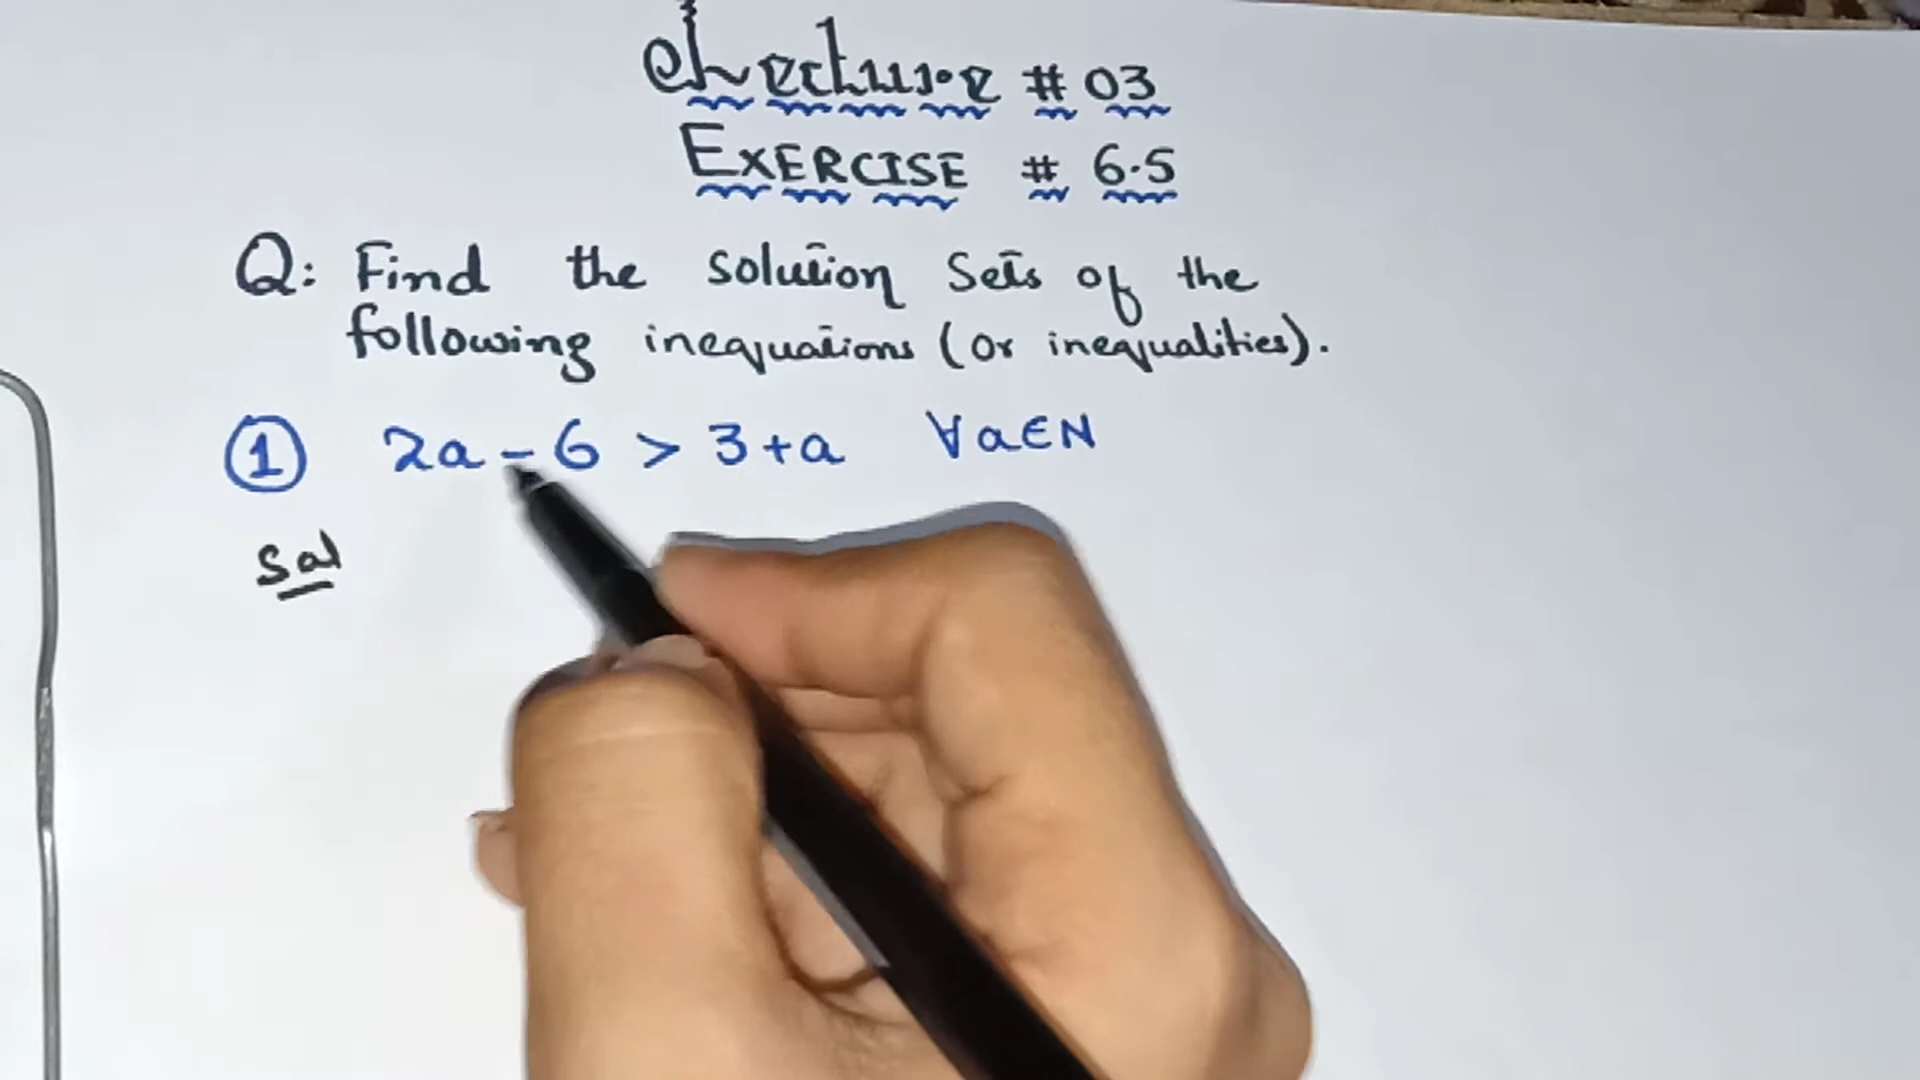 Lecture # 03
EXERCISE # 6.5
Q: Find the solution Sets of the
following inequations (or inequalities).
① 2a - 6 > 3 + a ∀a∈N
Sol